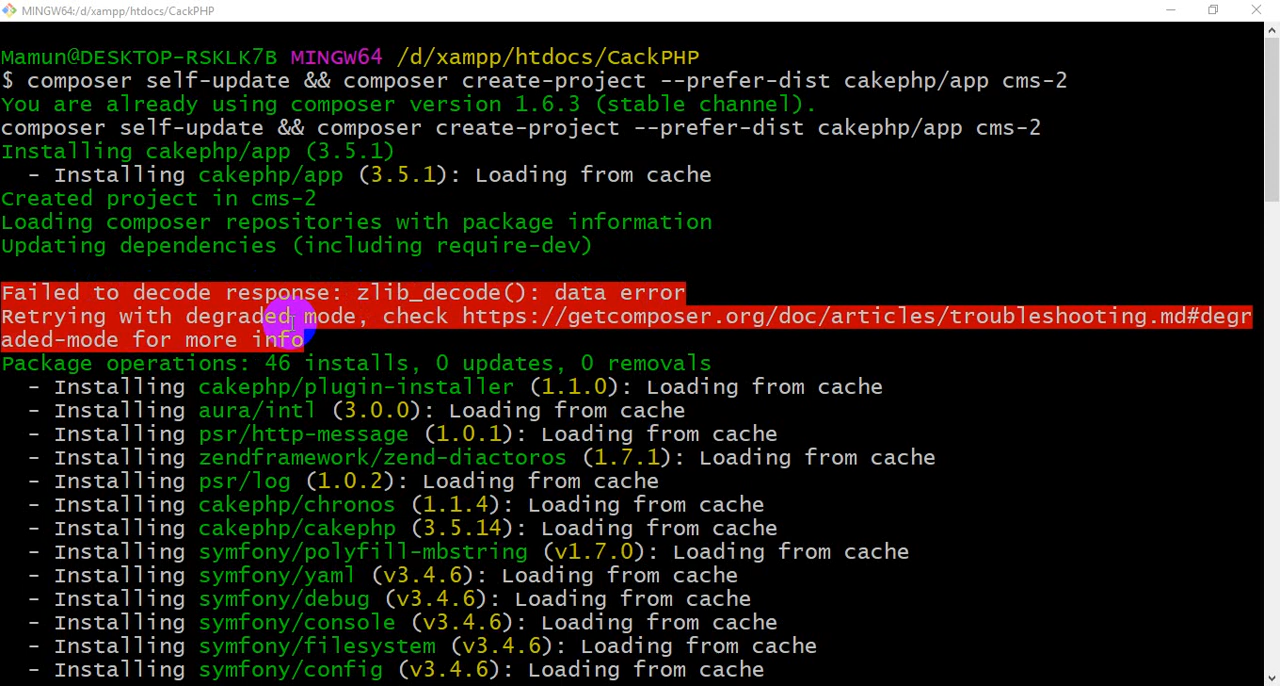 MINGW64:/d/xampp/htdocs/CackPHP
Mamun@DESKTOP-RSKLK7B MINGW64 /d/xampp/htdocs/CackPHP
$ composer self-update && composer create-project --prefer-dist cakephp/app cms-2
You are already using composer version 1.6.3 (stable channel).
composer self-update && composer create-project --prefer-dist cakephp/app cms-2
Installing cakephp/app (3.5.1)
  - Installing cakephp/app (3.5.1): Loading from cache
Created project in cms-2
Loading composer repositories with package information
Updating dependencies (including require-dev)
Failed to decode response: zlib_decode(): data error
Retrying with degraded mode, check https://getcomposer.org/doc/articles/troubleshooting.md#degr
aded-mode for more info
Package operations: 46 installs, 0 updates, 0 removals
  - Installing cakephp/plugin-installer (1.1.0): Loading from cache
  - Installing aura/intl (3.0.0): Loading from cache
  - Installing psr/http-message (1.0.1): Loading from cache
  - Installing zendframework/zend-diactoros (1.7.1): Loading from cache
  - Installing psr/log (1.0.2): Loading from cache
  - Installing cakephp/chronos (1.1.4): Loading from cache
  - Installing cakephp/cakephp (3.5.14): Loading from cache
  - Installing symfony/polyfill-mbstring (v1.7.0): Loading from cache
  - Installing symfony/yaml (v3.4.6): Loading from cache
  - Installing symfony/debug (v3.4.6): Loading from cache
  - Installing symfony/console (v3.4.6): Loading from cache
  - Installing symfony/filesystem (v3.4.6): Loading from cache
  - Installing symfony/config (v3.4.6): Loading from cache